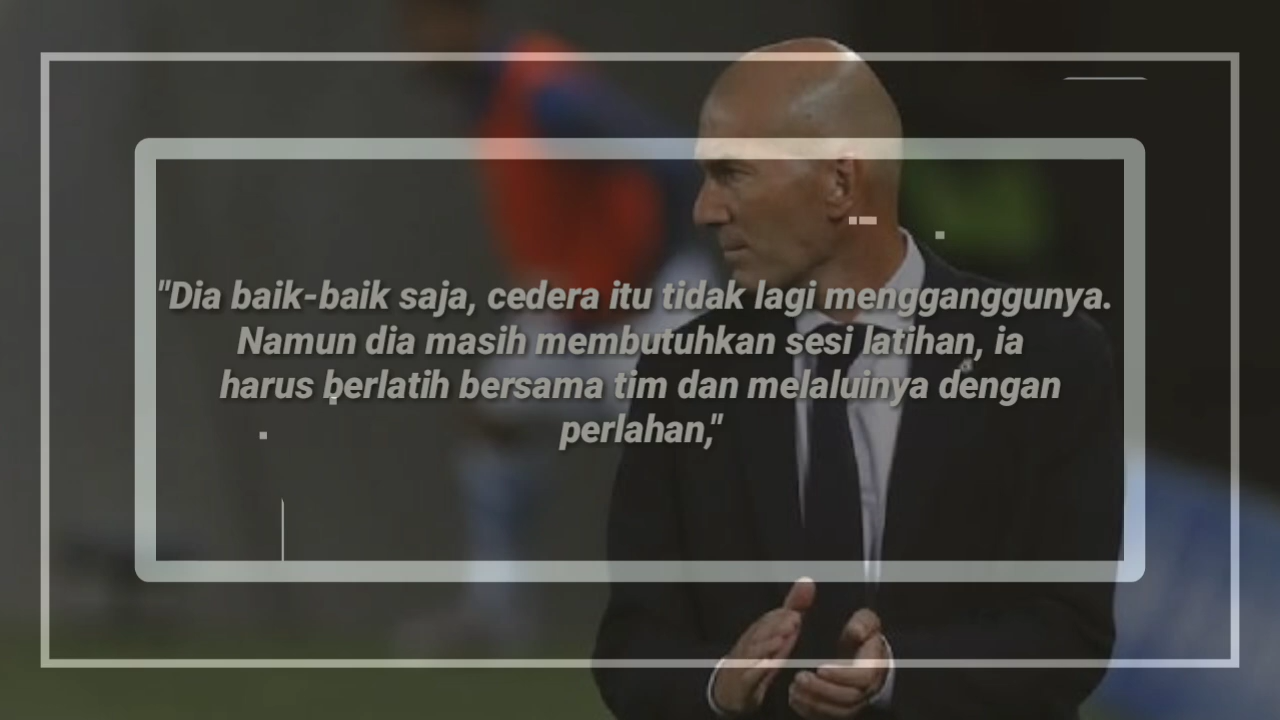 "Dia baik-baik saja, cedera itu tidak lagi mengganggunya.
Namun dia masih membutuhkan sesi latihan, ia
harus berlatih bersama tim dan melaluinya dengan
perlahan,"